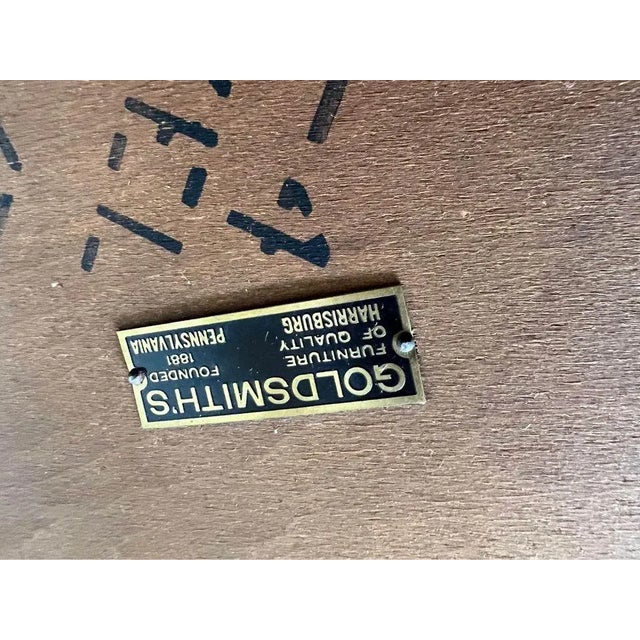 GOLDSMITH'S
FURNITURE
OF QUALITY
FOUNDED
1881
HARRISBURG
PENNSYLVANIA